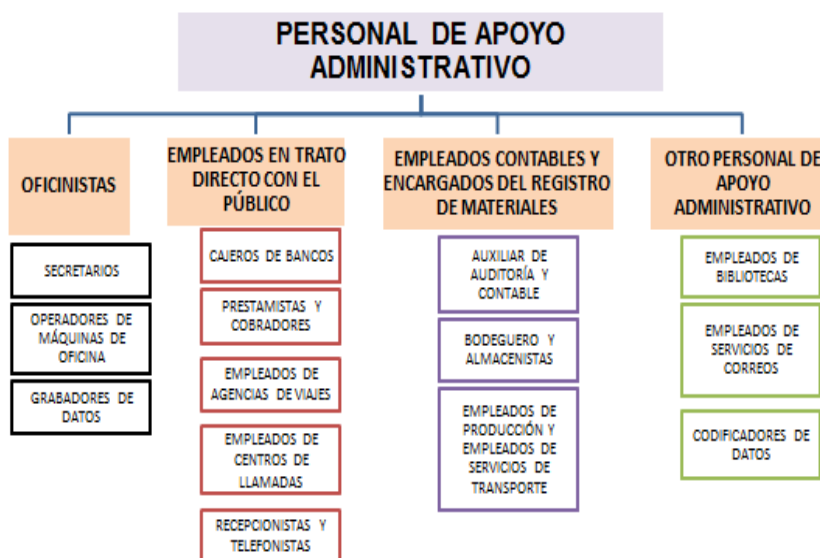 PERSONAL DE APOYO
ADMINISTRATIVO
OFICINISTAS
SECRETARIOS
OPERADORES DE
MÁQUINAS DE
OFICINA
GRABADORES DE
DATOS
EMPLEADOS EN TRATO
DIRECTO CON EL
PÚBLICO
CAJEROS DE BANCOS
PRESTAMISTAS Y
COBRADORES
EMPLEADOS DE
AGENCIAS DE VIAJES
EMPLEADOS DE
CENTROS DE
LLAMADAS
RECEPCIONISTAS Y
TELEFONISTAS
EMPLEADOS CONTABLES Y
ENCARGADOS DEL REGISTRO
DE MATERIALES
AUXILIAR DE
AUDITORÍA Y
CONTABLE
BODEGUERO Y
ALMACENISTAS
EMPLEADOS DE
PRODUCCIÓN Y
EMPLEADOS DE
SERVICIOS DE
TRANSPORTE
OTRO PERSONAL DE
APOYO
ADMINISTRATIVO
EMPLEADOS DE
BIBLIOTECAS
EMPLEADOS DE
SERVICIOS DE
CORREOS
CODIFICADORES DE
DATOS